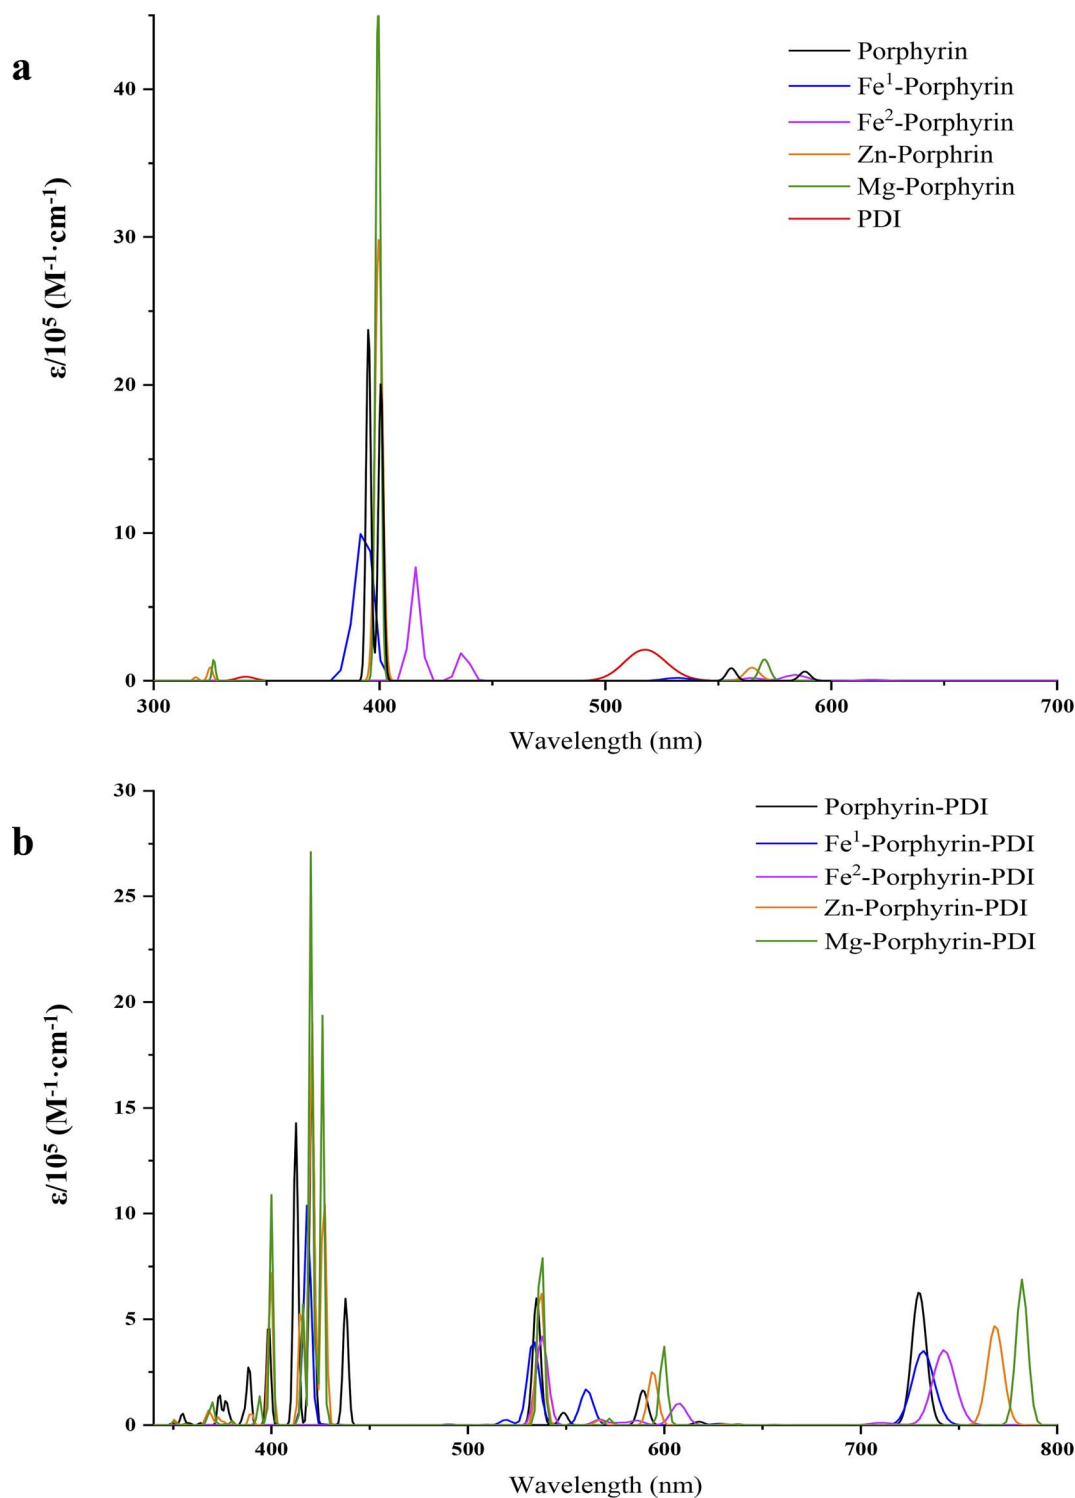 a
Porphyrin
Fe¹-Porphyrin
Fe²-Porphyrin
Zn-Porphrin
Mg-Porphyrin
PDI
40
30
20
10
0
ε/10⁵ (M⁻¹·cm⁻¹)
300 400 500 600 700
Wavelength (nm)
b
Porphyrin-PDI
Fe¹-Porphyrin-PDI
Fe²-Porphyrin-PDI
Zn-Porphyrin-PDI
Mg-Porphyrin-PDI
30
25
20
15
10
5
0
ε/10⁵ (M⁻¹·cm⁻¹)
400 500 600 700 800
Wavelength (nm)